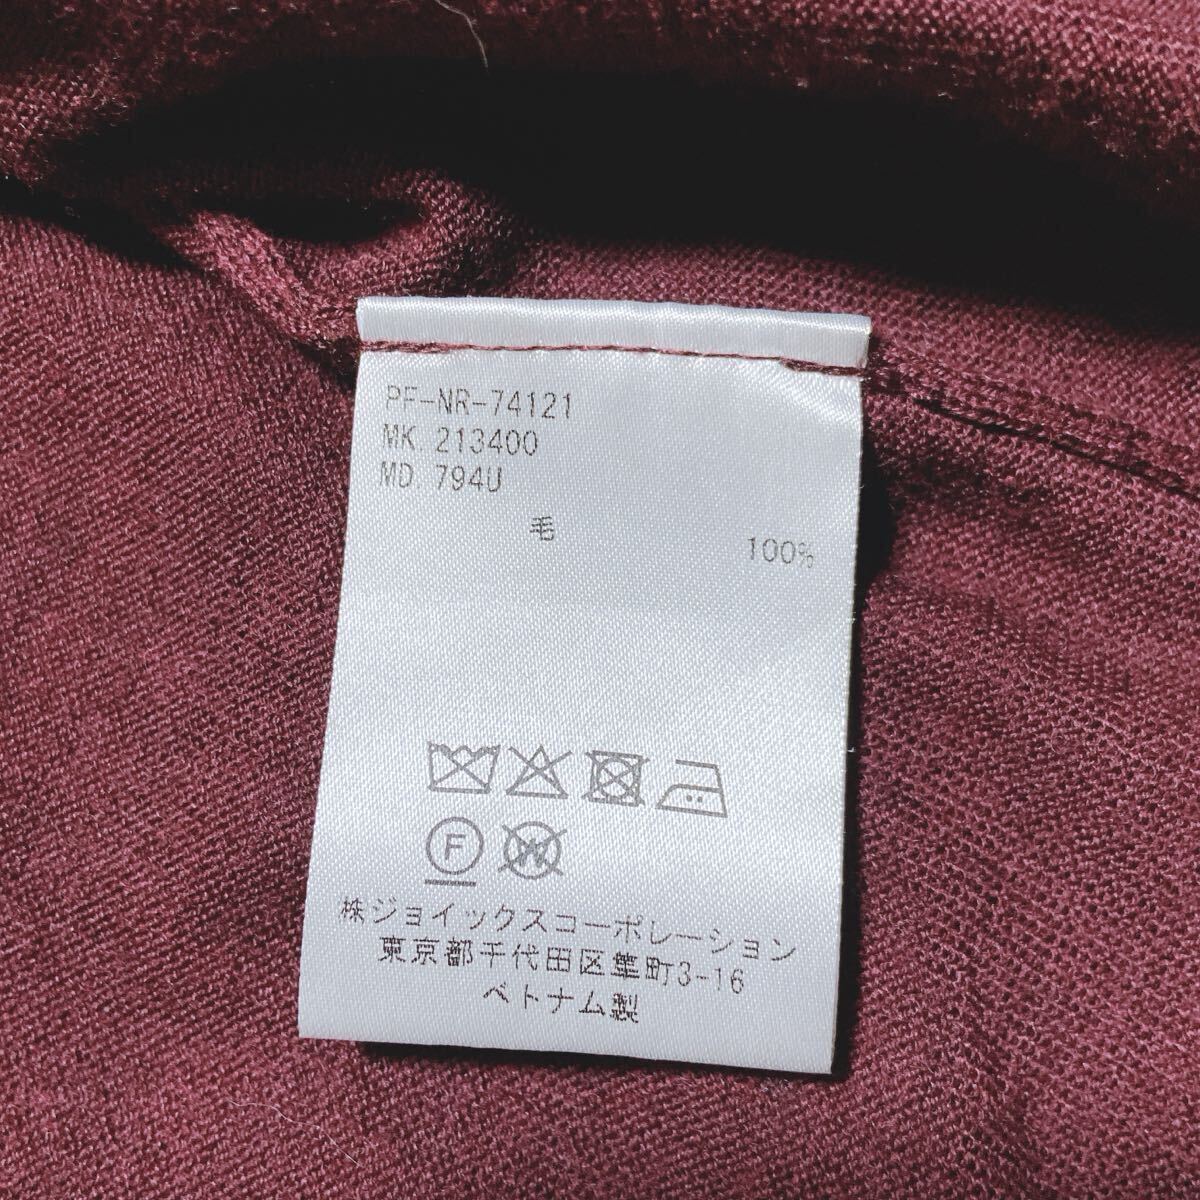 PF-NR-74121
MK. 213400
MD. 794U
毛 100%
F
W
株ジョイックスコーポレーション
東京都千代田区隼町3-16
ベトナム製